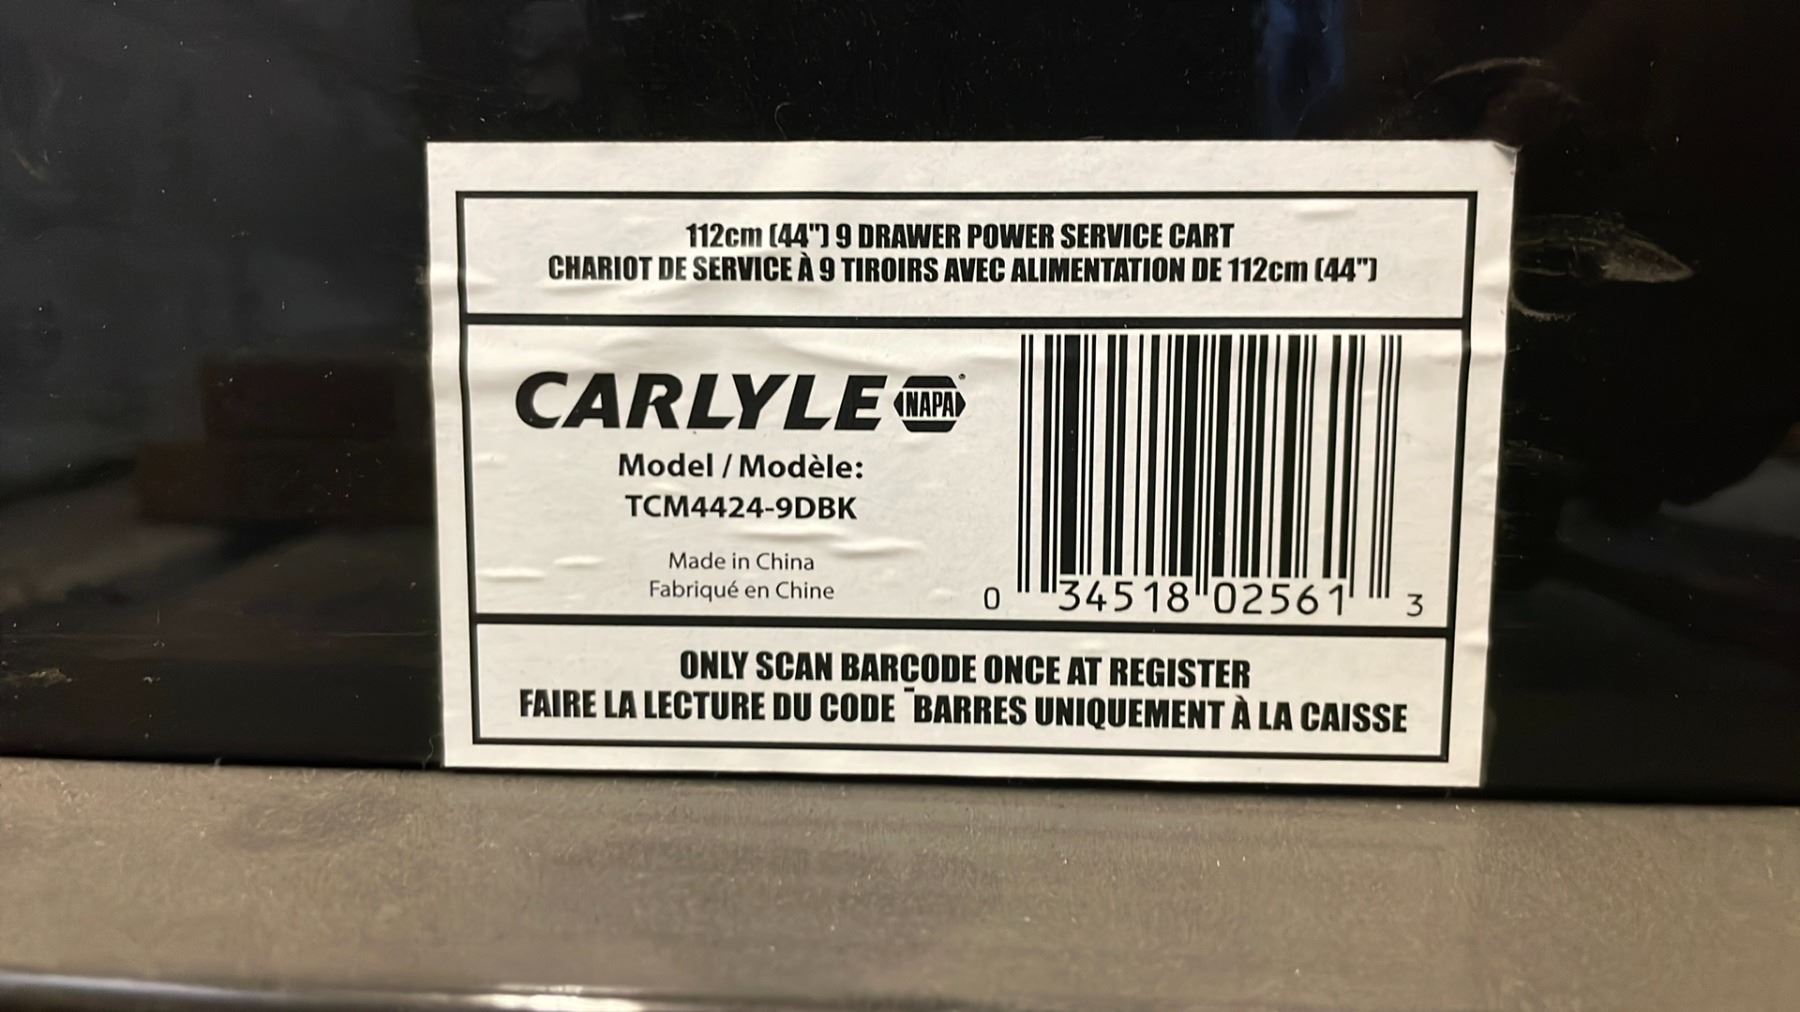 112cm (44") 9 DRAWER POWER SERVICE CART
CHARIOT DE SERVICE À 9 TIROIRS AVEC ALIMENTATION DE 112cm (44")
CARLYLE NAPA®
Model / Modèle:
TCM4424-9DBK
Made in China
Fabriqué en Chine
0 34518 02561 3
ONLY SCAN BARCODE ONCE AT REGISTER
FAIRE LA LECTURE DU CODE ¯BARRES UNIQUEMENT À LA CAISSE